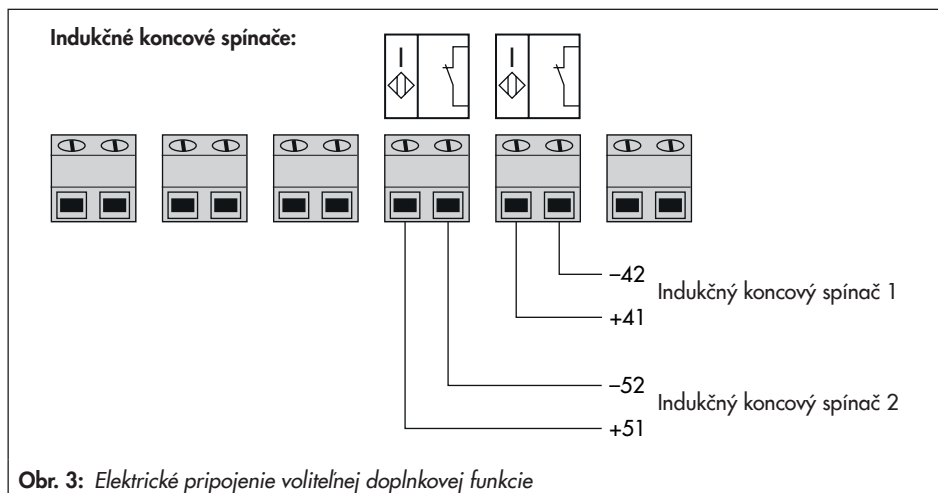 Indukčné koncové spínače:
−42
Indukčný koncový spínač 1
+41
−52
Indukčný koncový spínač 2
+51
Obr. 3: Elektrické pripojenie voliteľnej doplnkovej funkcie